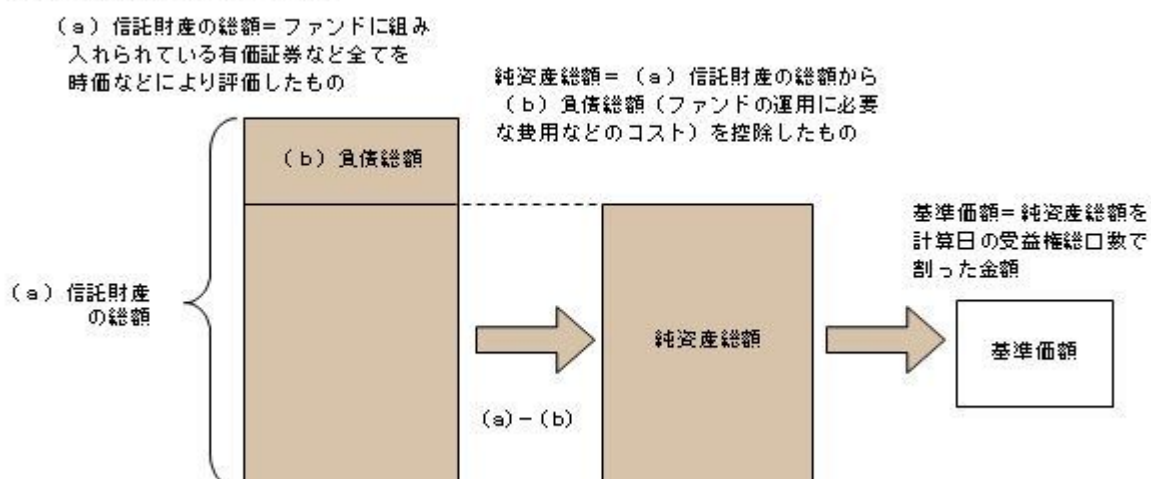 (a)信託財産の総額=ファンドに組み
入れられている有価証券など全てを
時価などにより評価したもの
純資産総額=(a)信託財産の総額から
(b)負債総額(ファンドの運用に必要
な費用などのコスト)を控除したもの
(b)負債総額
基準価額=純資産総額を
計算日の受益権総口数で
割った金額
(a)信託財産
の総額
純資産総額
基準価額
(a)-(b)